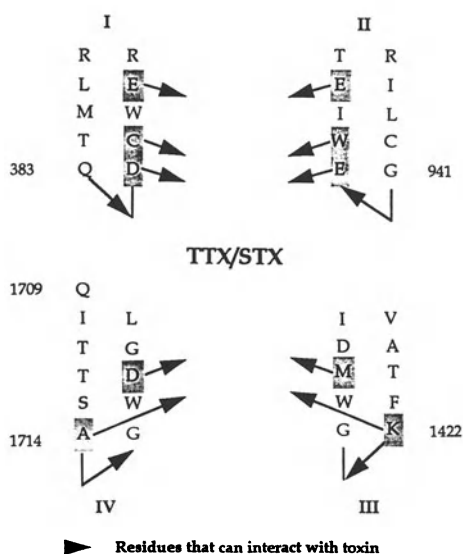 I II
R R T R
L E E I
M W I L
T C W C
383 Q D E G 941
TTX/STX
1709 Q
I L I V
T G D A
T D M T
S W W F
1714 A G G K 1422
IV III
Residues that can interact with toxin